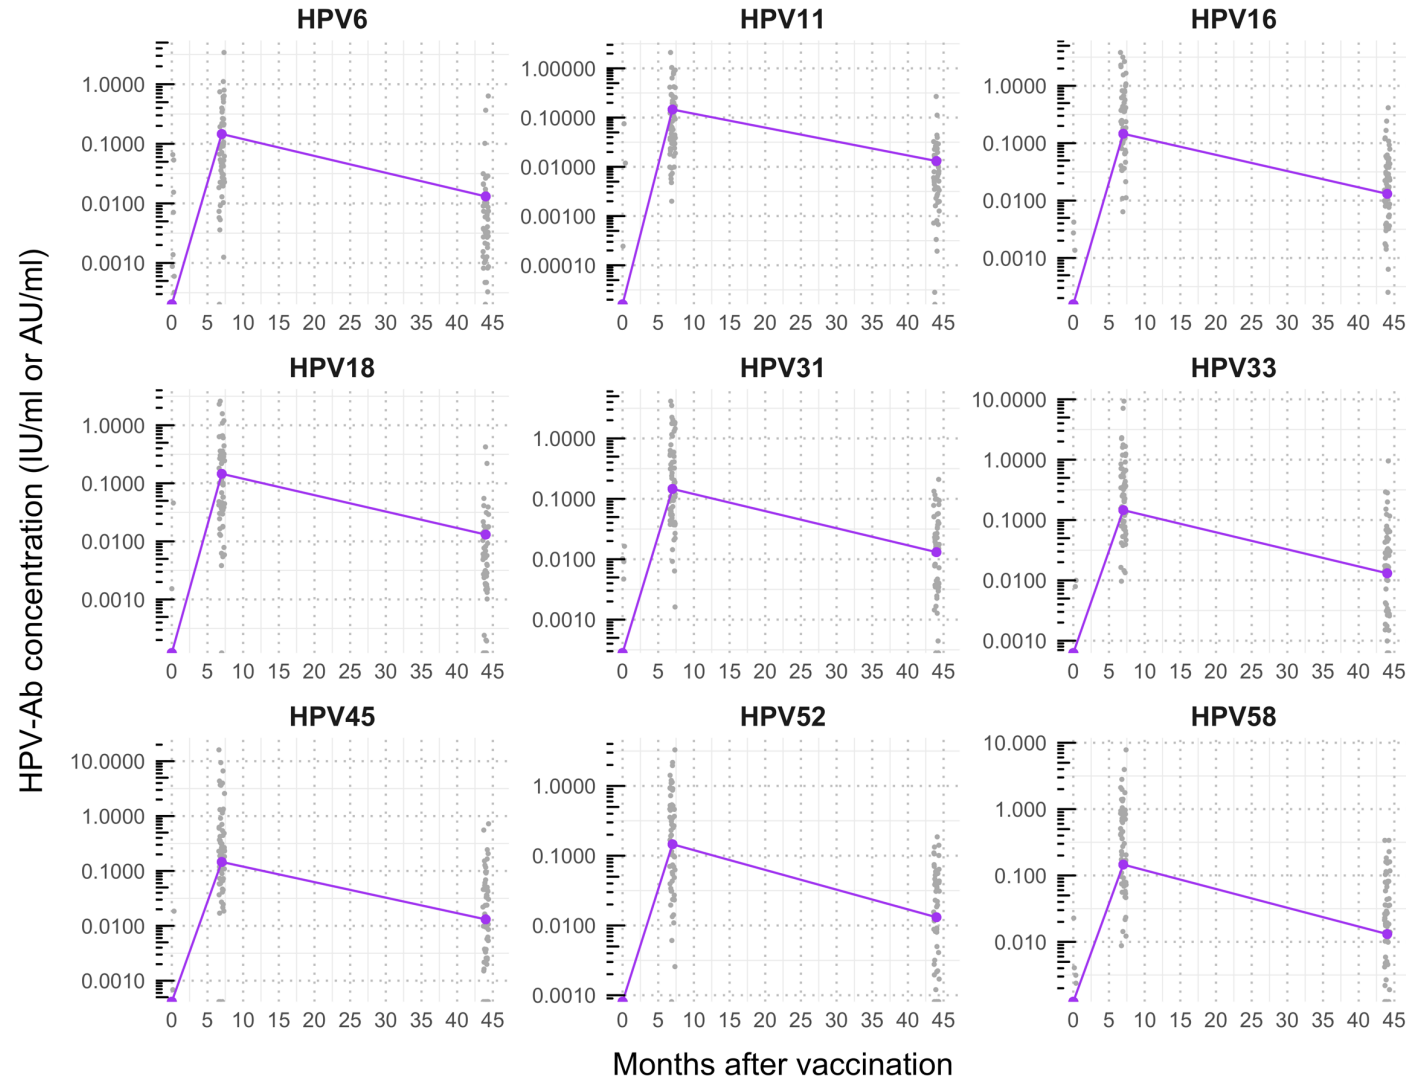 HPV-Ab concentration (IU/ml or AU/ml)
HPV6 HPV11 HPV16
1.0000
0.1000
0.0100
0.0010
0 5 10 15 20 25 30 35 40 45
1.00000
0.10000
0.01000
0.00100
0.00010
0 5 10 15 20 25 30 35 40 45
1.0000
0.1000
0.0100
0.0010
0 5 10 15 20 25 30 35 40 45
HPV18 HPV31 HPV33
1.0000
0.1000
0.0100
0.0010
0 5 10 15 20 25 30 35 40 45
1.0000
0.1000
0.0100
0.0010
0 5 10 15 20 25 30 35 40 45
10.0000
1.0000
0.1000
0.0100
0.0010
0 5 10 15 20 25 30 35 40 45
HPV45 HPV52 HPV58
10.0000
1.0000
0.1000
0.0100
0.0010
0 5 10 15 20 25 30 35 40 45
1.0000
0.1000
0.0100
0.0010
0 5 10 15 20 25 30 35 40 45
10.000
1.000
0.100
0.010
0 5 10 15 20 25 30 35 40 45
Months after vaccination